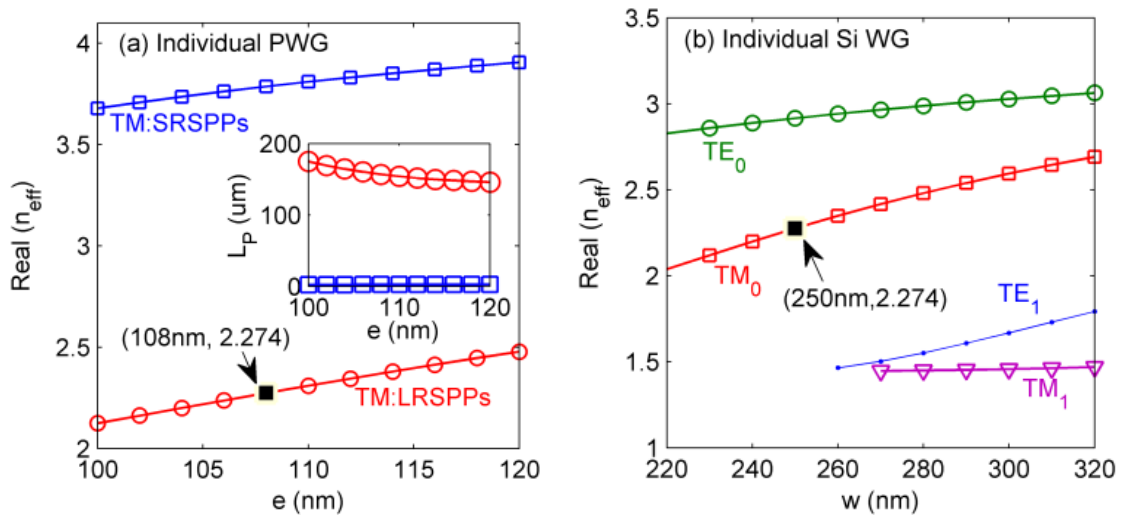 (a) Individual PWG
4
3.5
3
2.5
2
Real (n_eff)
TM:SRSPPs
200
100
0
L_P (um)
100 110 120
e (nm)
(108nm, 2.274)
TM:LRSPPs
100 105 110 115 120
e (nm)
(b) Individual Si WG
3.5
3
2.5
2
1.5
1
Real (n_eff)
TE_0
TM_0
(250nm,2.274)
TE_1
TM_1
220 240 260 280 300 320
w (nm)